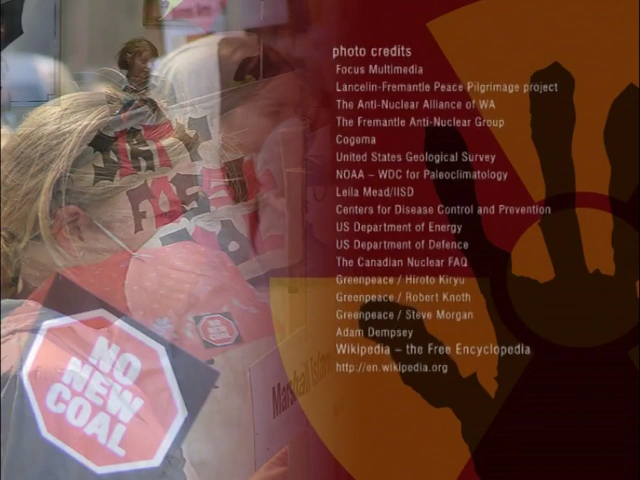 photo credits
Focus Multimedia
Lancelin-Fremantle Peace Pilgrimage project
The Anti-Nuclear Alliance of WA
The Fremantle Anti-Nuclear Group
Cogema
United States Geological Survey
NOAA – WDC for Paleoclimatology
Leila Mead/IISD
Centers for Disease Control and Prevention
US Department of Energy
US Department of Defence
The Canadian Nuclear FAQ
Greenpeace / Hiroto Kiryu
Greenpeace / Robert Knoth
Greenpeace / Steve Morgan
Adam Dempsey
Wikipedia – the Free Encyclopedia
http://en.wikipedia.org
NO
NEW
COAL
NO
NEW
COAL
Marshall